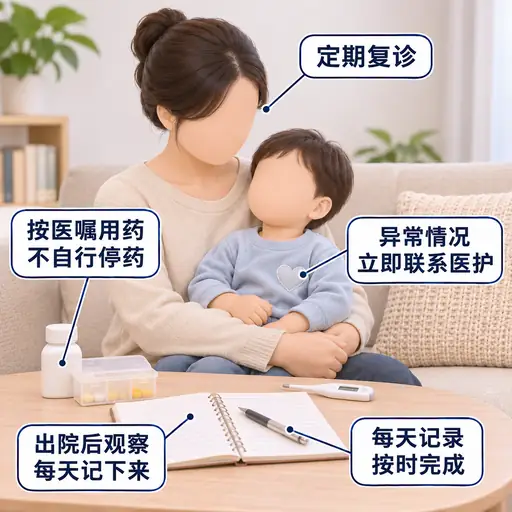 定期复诊
按医嘱用药
不自行停药
异常情况
立即联系医护
出院后观察
每天记下来
每天记录
按时完成